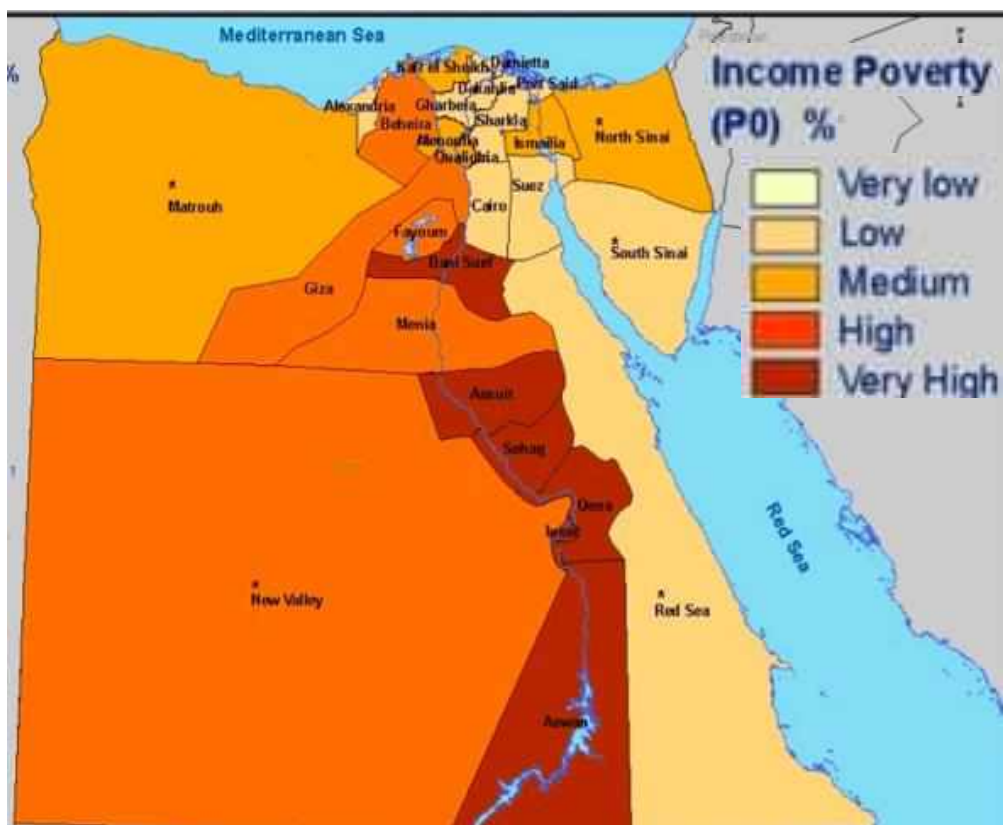 Mediterranean Sea
%
Income Poverty
(P0) %
Very low
Low
Medium
High
Very High
Kafr el Sheikh
Damietta
Port Said
Dakahlia
Alexandria
Gharbeia
Beheira
Sharkia
Menoufia
Ismailia
North Sinai
Qualiubia
Matrouh
Suez
Cairo
Fayoum
South Sinai
Bani Suef
Giza
Menia
Assuit
Sohag
Qena
Red Sea
New Valley
Red Sea
Aswan